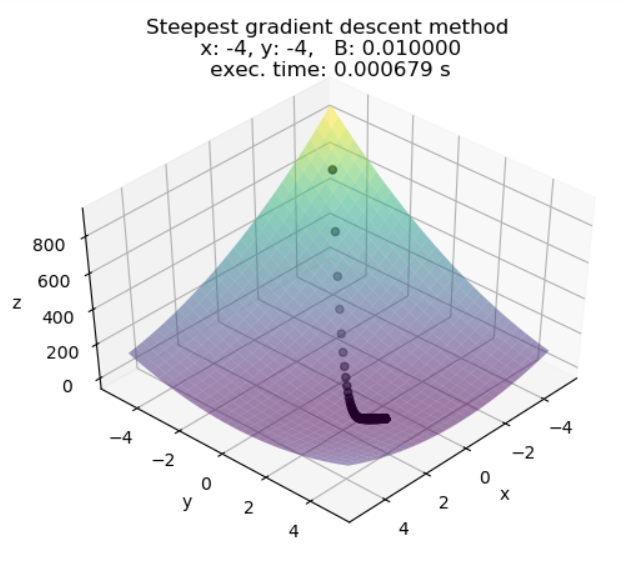 Steepest gradient descent method
x: -4, y: -4,   B: 0.010000
exec. time: 0.000679 s
800
600
z
400
200
0
−4
−2
0
y
2
4
−4
−2
0
x
2
4